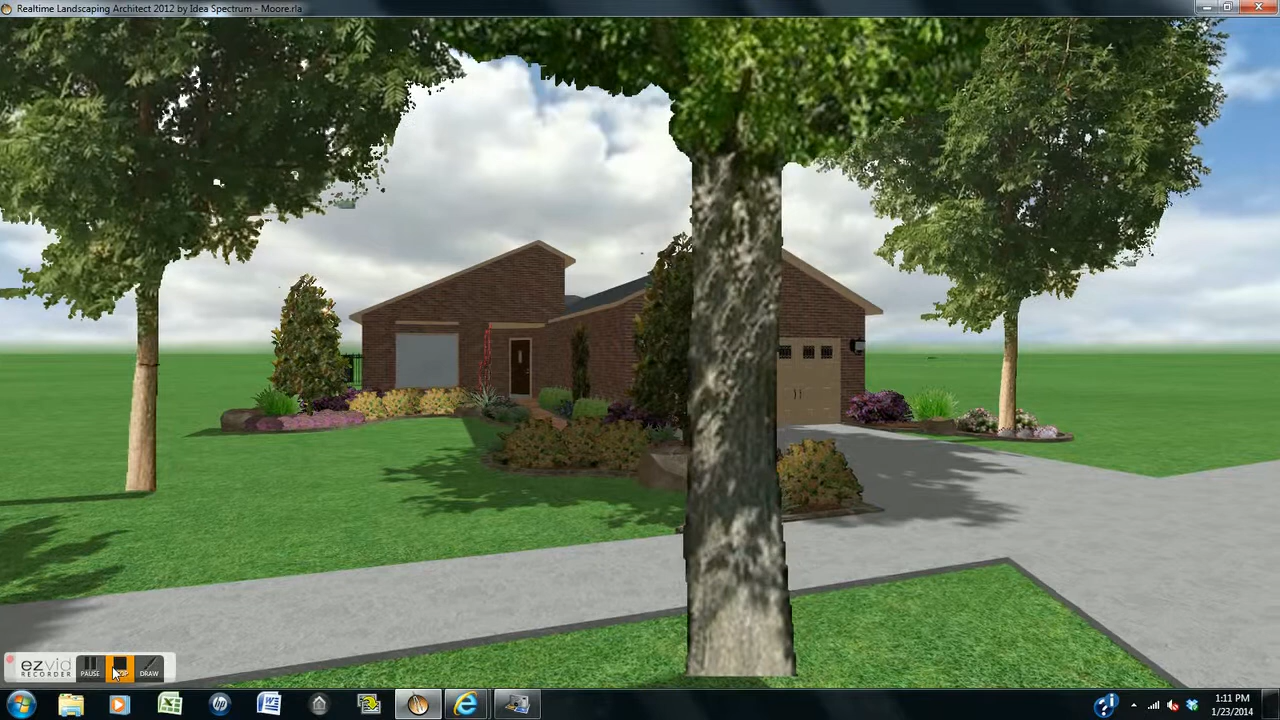 Realtime Landscaping Architect 2012 by Idea Spectrum - Moore.rla
ezvid
RECORDER
PAUSE
DRAW
1:11 PM
1/23/2014